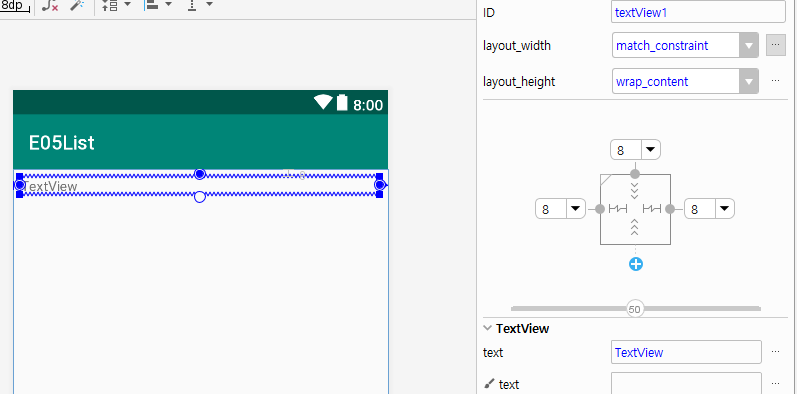 8dp
8:00
E05List
TextView
8
ID
textView1
layout_width
match_constraint
...
layout_height
wrap_content
...
8
8
8
50
TextView
text
TextView
...
text
...